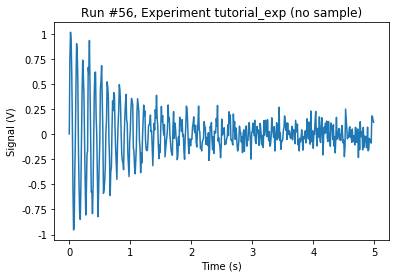 Run #56, Experiment tutorial_exp (no sample)
1
0.75
0.5
0.25
0
-0.25
-0.5
-0.75
-1
Signal (V)
0 1 2 3 4 5
Time (s)